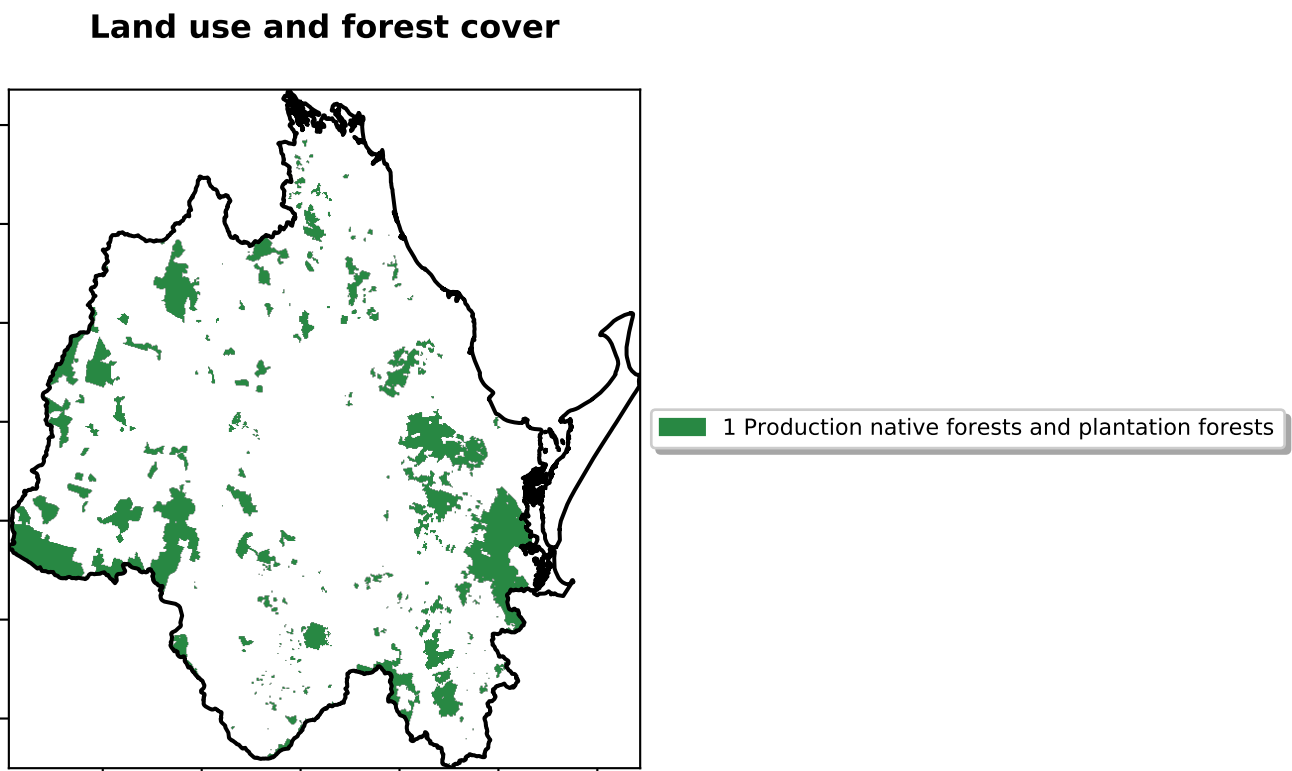 Land use and forest cover
1 Production native forests and plantation forests